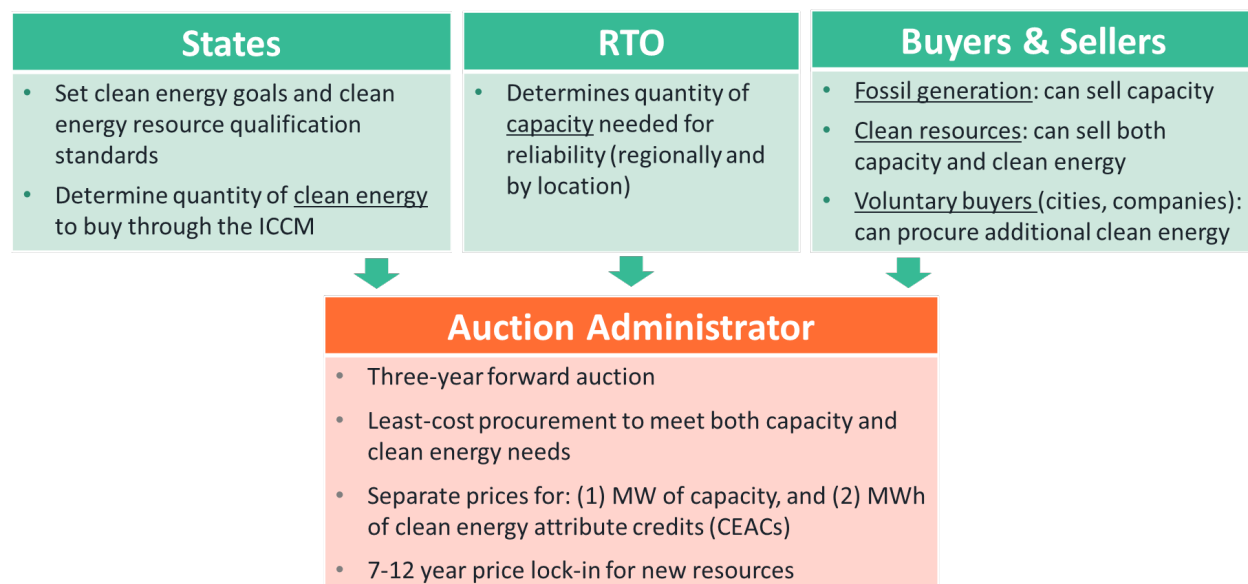 States
• Set clean energy goals and clean
energy resource qualification
standards
• Determine quantity of clean energy
to buy through the ICCM
RTO
• Determines quantity of
capacity needed for
reliability (regionally and
by location)
Buyers & Sellers
• Fossil generation: can sell capacity
• Clean resources: can sell both
capacity and clean energy
• Voluntary buyers (cities, companies):
can procure additional clean energy
Auction Administrator
• Three-year forward auction
• Least-cost procurement to meet both capacity and
clean energy needs
• Separate prices for: (1) MW of capacity, and (2) MWh
of clean energy attribute credits (CEACs)
• 7-12 year price lock-in for new resources